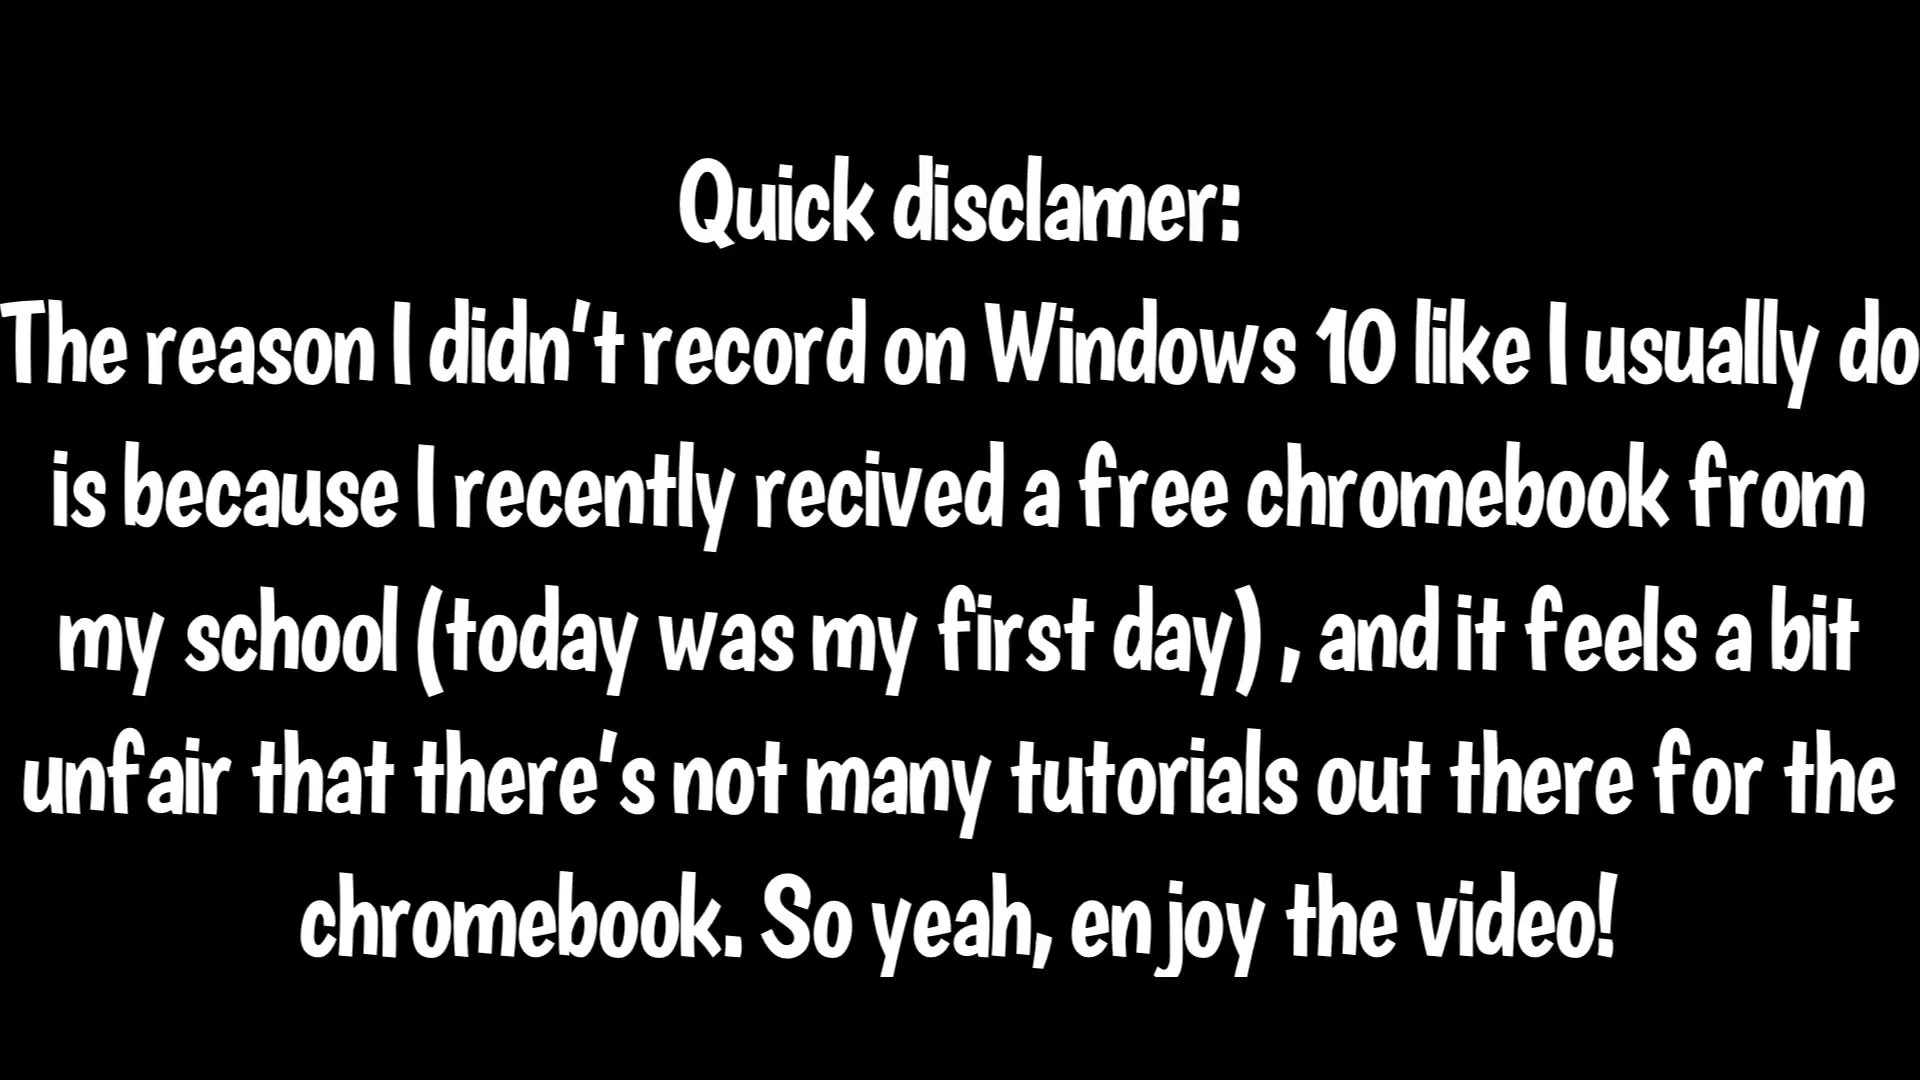 Quick disclamer:
The reason I didn't record on Windows 10 like I usually do
is because I recently recived a free chromebook from
my school (today was my first day) , and it feels a bit
unfair that there's not many tutorials out there for the
chromebook. So yeah, enjoy the video!